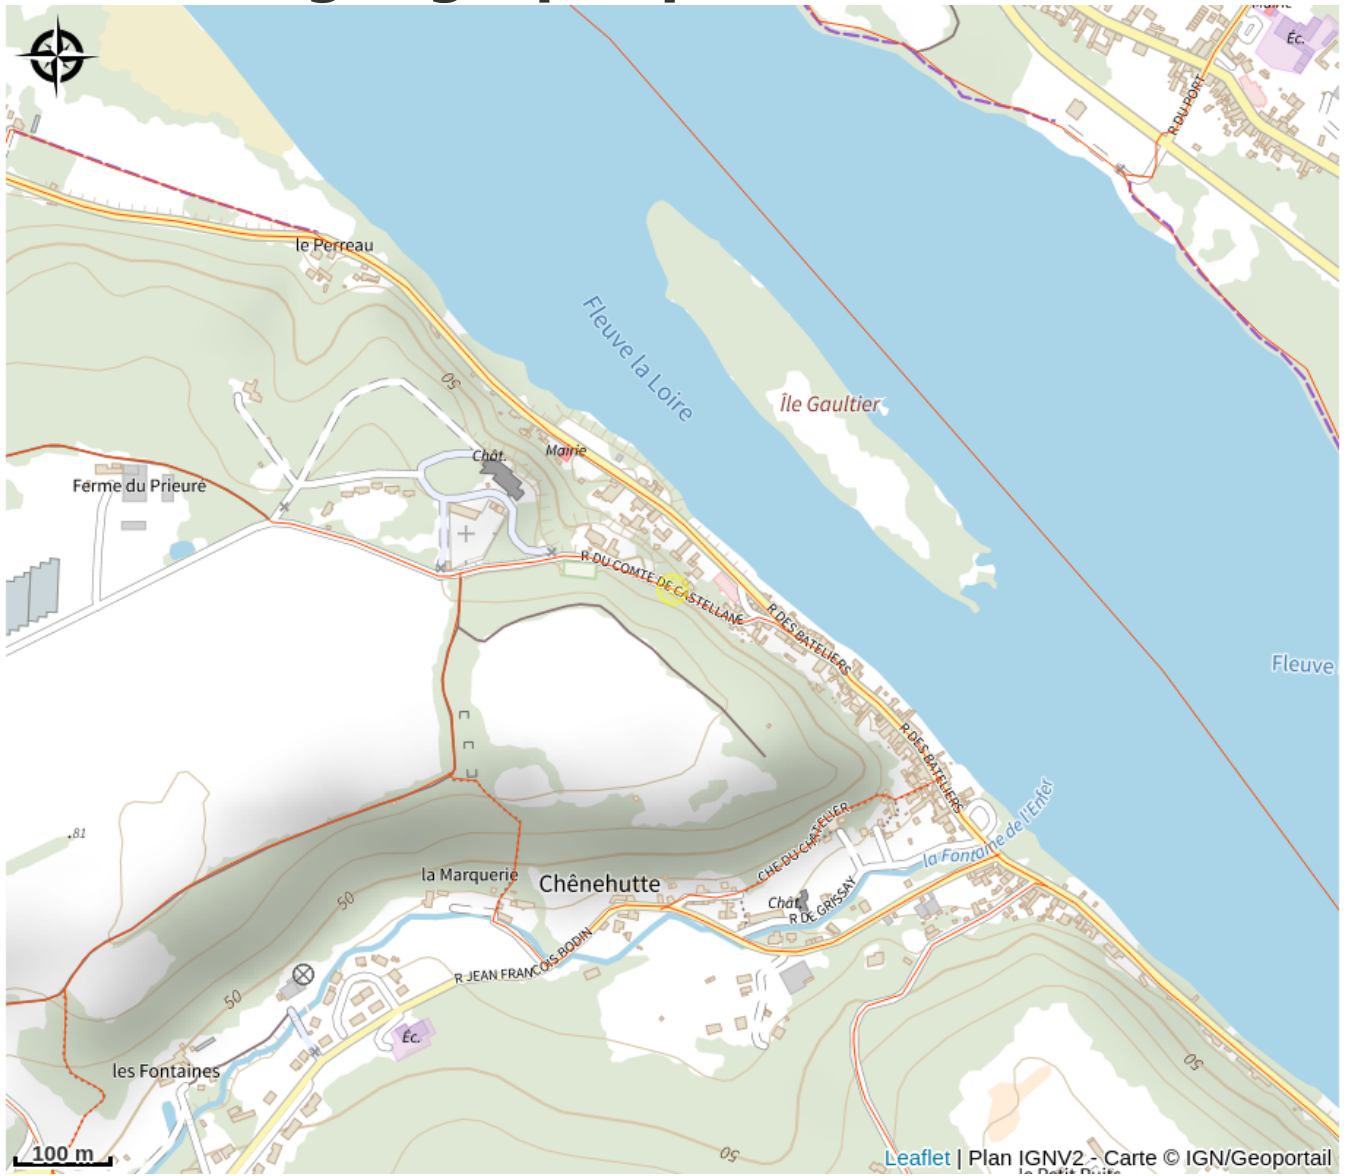 Éc.
R DU PORT
le Perreau
Fleuve la Loire
50
Île Gaultier
Chât.
Mairie
Ferme du Prieuré
R DU COMTE DE CASTELLANE
R DES BATELIERS
Fleuve
R DES BATELIERS
81
CHE DU CHATELIER
la Fontaine de l'Enfer
la Marquerie
Chênehutte
50
Chât.
R DE GRISSAY
R JEAN FRANCOIS BODIN
50
Éc.
50
les Fontaines
50
100 m
Leaflet | Plan IGNV2 - Carte © IGN/Geoportail